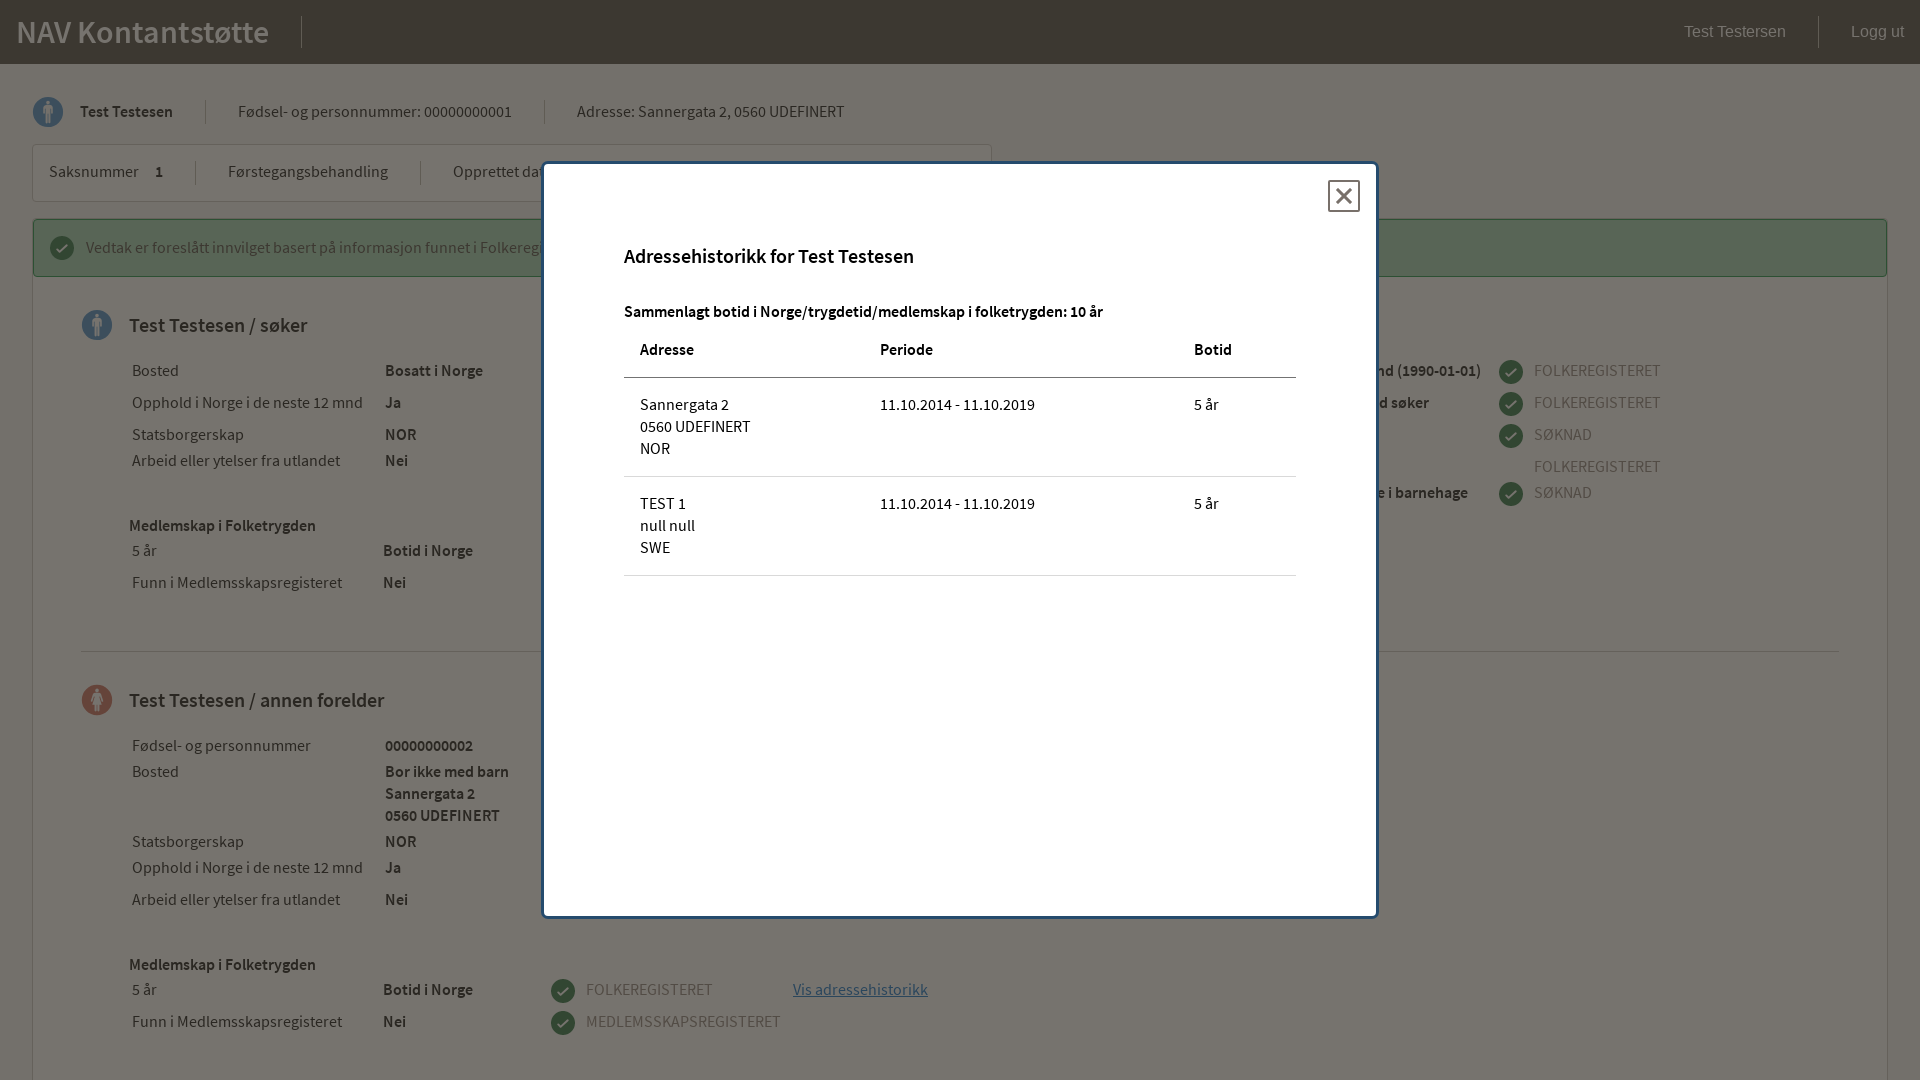 NAV Kontantstøtte
Test Testersen
Logg ut
Test Testesen
Fødsel- og personnummer: 00000000001
Adresse: Sannergata 2, 0560 UDEFINERT
Saksnummer 1
Førstegangsbehandling
Opprettet
Vedtak er foreslått innvilget basert på informasjon funnet i
Test Testesen / søker
Bosted Bosatt i Norge
Opphold i Norge i de neste 12 mnd Ja
Statsborgerskap NOR
Arbeid eller ytelser fra utlandet Nei
Medlemskap i Folketrygden
5 år Botid i Norge
Funn i Medlemsskapsregisteret Nei
(1990-01-01) FOLKEREGISTERET
søker FOLKEREGISTERET
SØKNAD
FOLKEREGISTERET
i barnehage SØKNAD
Adressehistorikk for Test Testesen
Sammenlagt botid i Norge/trygdetid/medlemskap i folketrygden: 10 år
Adresse Periode Botid
Sannergata 2 11.10.2014 - 11.10.2019 5 år
0560 UDEFINERT
NOR
TEST 1 11.10.2014 - 11.10.2019 5 år
null null
SWE
Test Testesen / annen forelder
Fødsel- og personnummer 00000000002
Bosted Bor ikke med barn
Sannergata 2
0560 UDEFINERT
Statsborgerskap NOR
Opphold i Norge i de neste 12 mnd Ja
Arbeid eller ytelser fra utlandet Nei
Medlemskap i Folketrygden
5 år Botid i Norge FOLKEREGISTERET Vis adressehistorikk
Funn i Medlemsskapsregisteret Nei MEDLEMSSKAPSREGISTERET